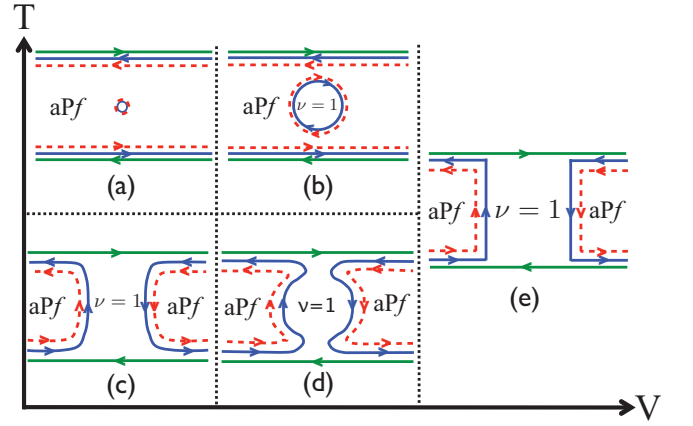 T
aPf
aPf
ν = 1
(a)
(b)
aPf
ν = 1
aPf
aPf
ν = 1
aPf
aPf
ν=1
aPf
(e)
(c)
(d)
V